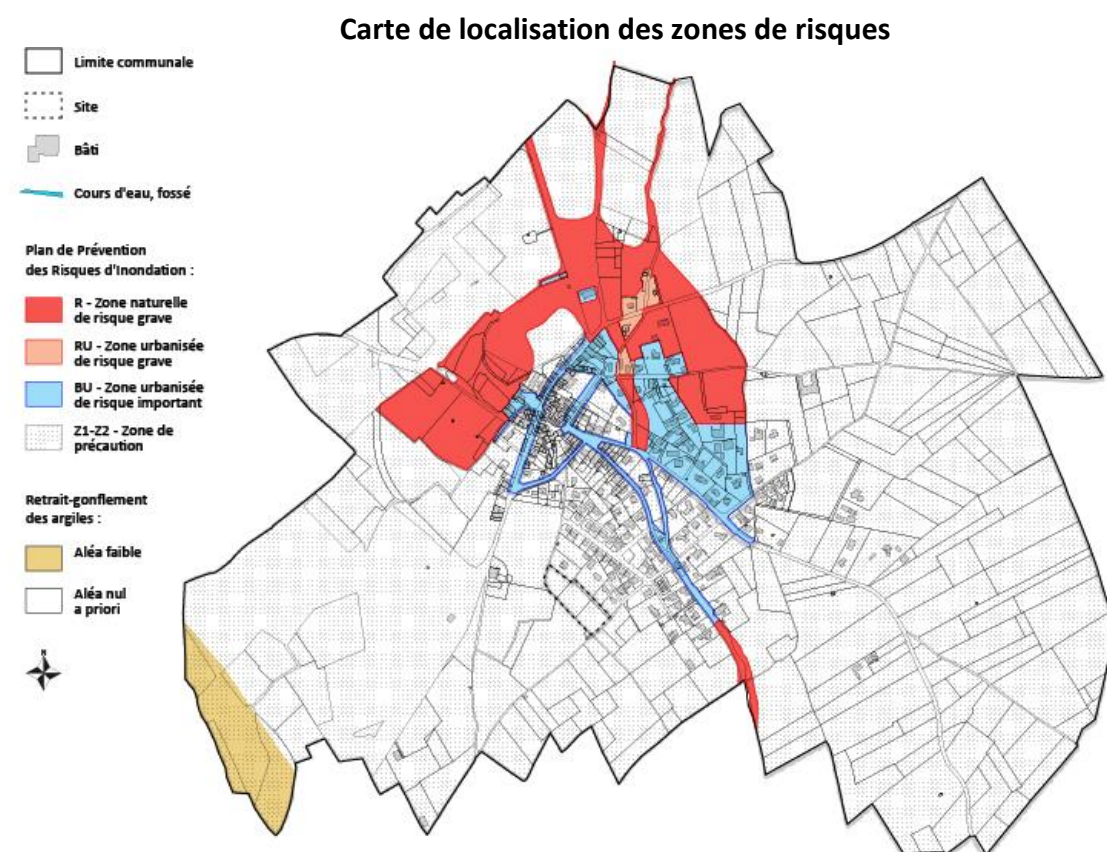 Carte de localisation des zones de risques
Limite communale
Site
Bâti
Cours d'eau, fossé
Plan de Prévention
des Risques d'Inondation :
R - Zone naturelle
de risque grave
RU - Zone urbanisée
de risque grave
BU - Zone urbanisée
de risque important
Z1-Z2 - Zone de
précaution
Retrait-gonflement
des argiles :
Aléa faible
Aléa nul
a priori
N